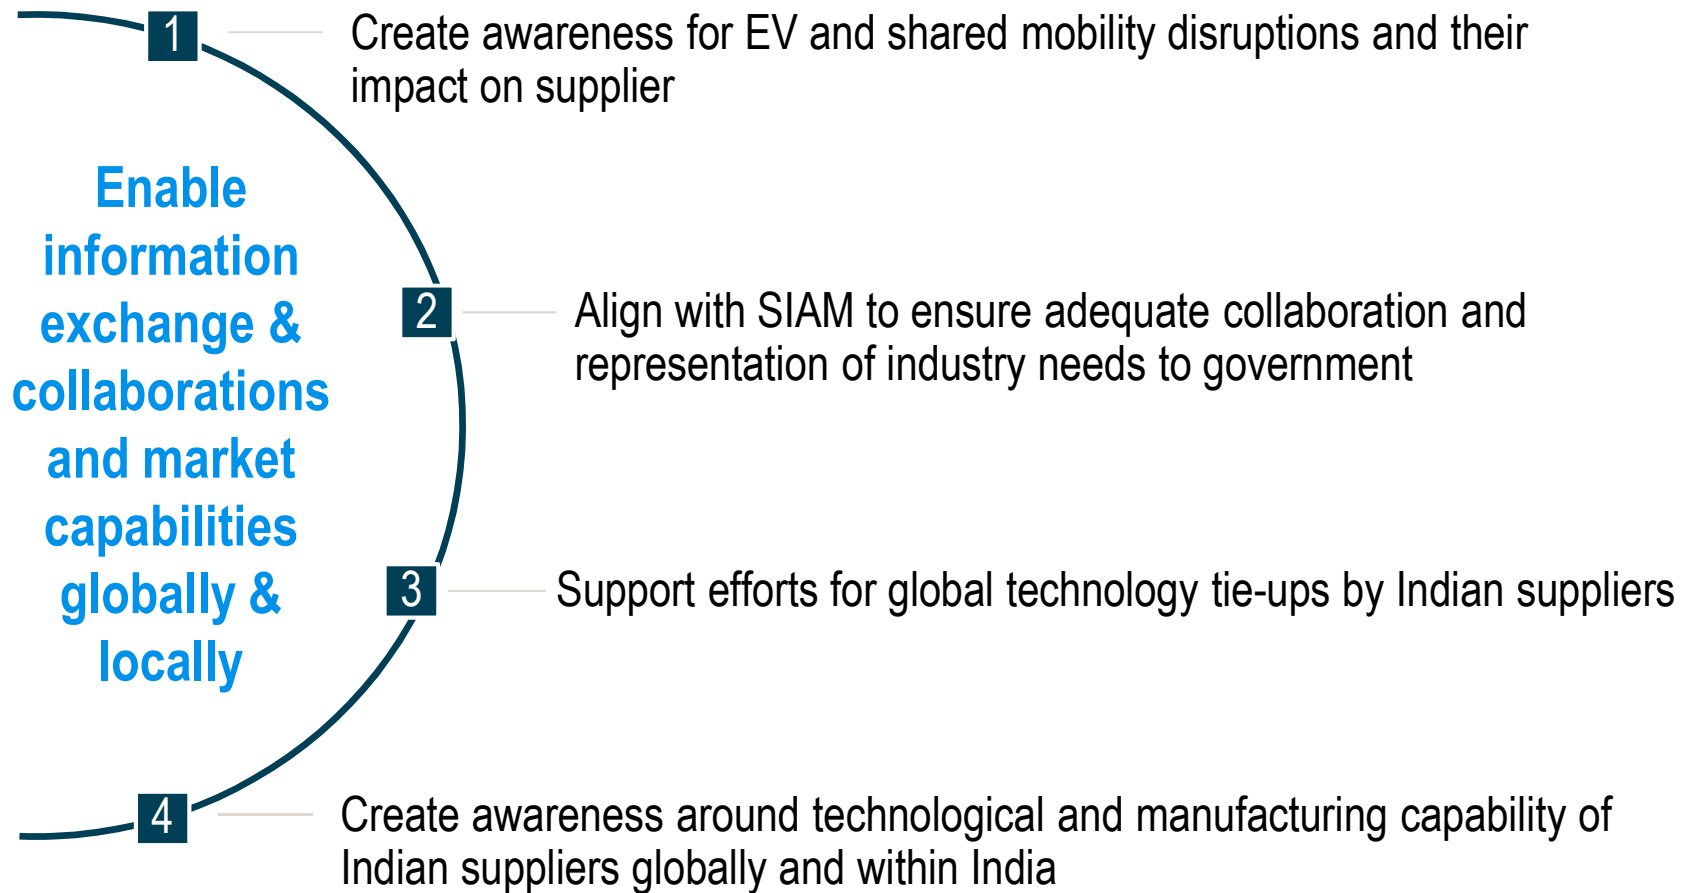 1
Create awareness for EV and shared mobility disruptions and their
impact on supplier
Enable
information
exchange &
collaborations
and market
capabilities
globally &
locally
2
Align with SIAM to ensure adequate collaboration and
representation of industry needs to government
3
Support efforts for global technology tie-ups by Indian suppliers
4
Create awareness around technological and manufacturing capability of
Indian suppliers globally and within India